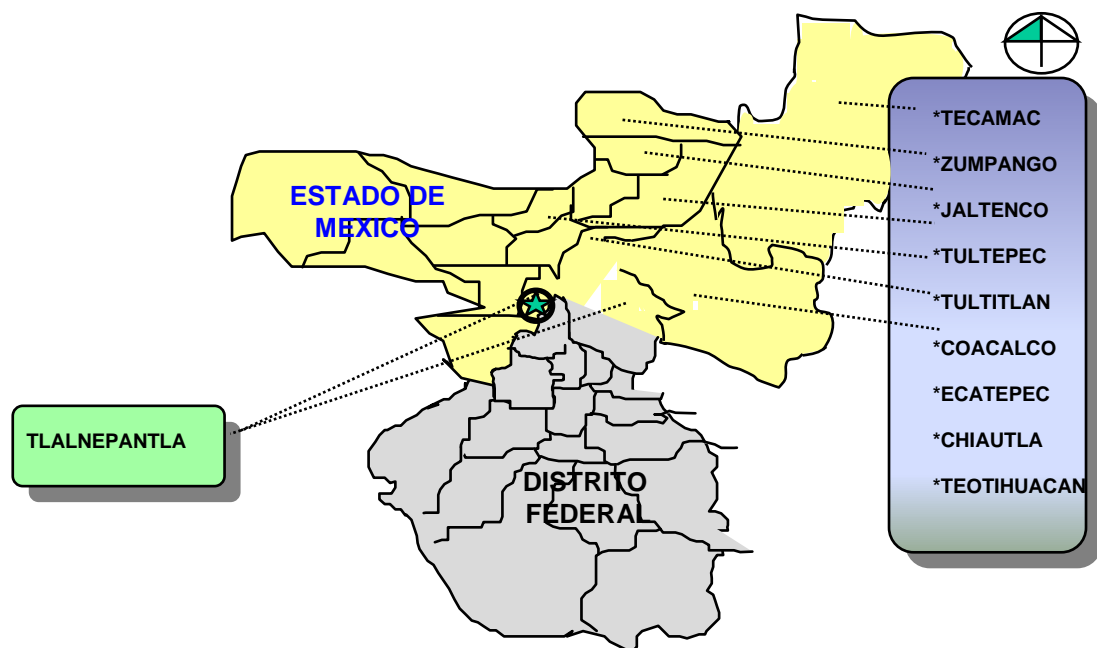 ESTADO DE
MEXICO
*TECAMAC
*ZUMPANGO
*JALTENCO
*TULTEPEC
*TULTITLAN
*COACALCO
*ECATEPEC
*CHIAUTLA
*TEOTIHUACAN
TLALNEPANTLA
DISTRITO
FEDERAL